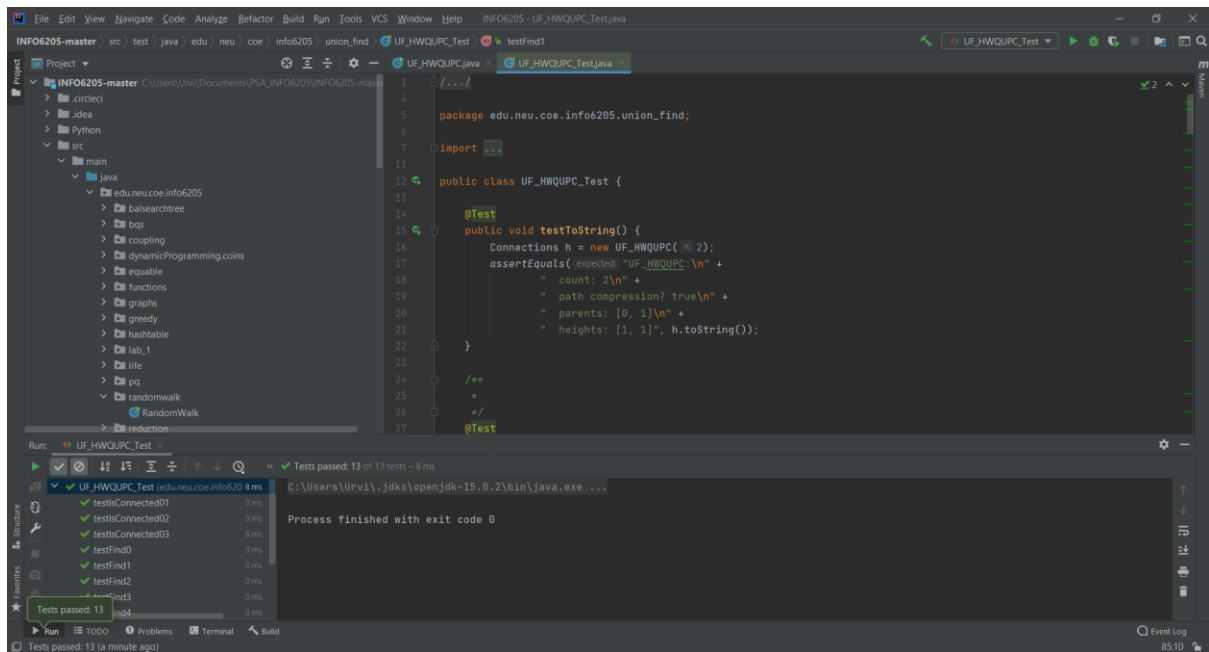 File Edit View Navigate Code Analyze Refactor Build Run Tools VCS Window Help INFO6205 - UF_HWQUPC_Test.java
INFO6205-master src test java edu neu coe info6205 union_find UF_HWQUPC_Test testFind1 UF_HWQUPC_Test
Project UF_HWQUPC.java UF_HWQUPC_Test.java
Project
Maven
INFO6205-master C:\Users\Urvi\Documents\PSA_INFO6205\INFO6205-maste
.circleci
.idea
Python
src
main
java
edu.neu.coe.info6205
balsearchtree
bqs
coupling
dynamicProgramming.coins
equable
functions
graphs
greedy
hashtable
lab_1
life
pq
randomwalk
RandomWalk
reduction
1 /.../
2
4
5 package edu.neu.coe.info6205.union_find;
6
7 import ...
11
12 public class UF_HWQUPC_Test {
13
14 @Test
15 public void testToString() {
16 Connections h = new UF_HWQUPC( n: 2);
17 assertEquals( expected: "UF_HWQUPC:\n" +
18 " count: 2\n" +
19 " path compression? true\n" +
20 " parents: [0, 1]\n" +
21 " heights: [1, 1]", h.toString());
22 }
23
24 /**
25 *
26 */
27 @Test
Run: UF_HWQUPC_Test
Tests passed: 13 of 13 tests – 8 ms
UF_HWQUPC_Test (edu.neu.coe.info620 8 ms
testIsConnected01 0 ms
testIsConnected02 0 ms
testIsConnected03 8 ms
testFind0 0 ms
testFind1 0 ms
testFind2 0 ms
testFind3 0 ms
0 ms
C:\Users\Urvi\.jdks\openjdk-15.0.2\bin\java.exe ...
Process finished with exit code 0
Structure
Favorites
Tests passed: 13
Run TODO Problems Terminal Build Event Log
Tests passed: 13 (a minute ago) 85:10